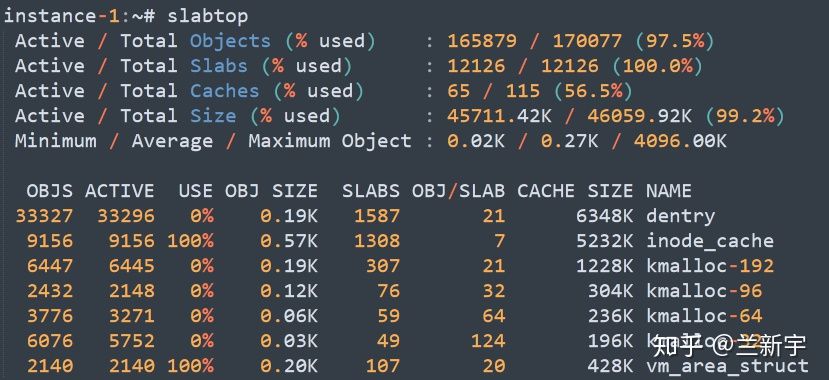 instance-1:~# slabtop
Active / Total Objects (% used) : 165879 / 170077 (97.5%)
Active / Total Slabs (% used) : 12126 / 12126 (100.0%)
Active / Total Caches (% used) : 65 / 115 (56.5%)
Active / Total Size (% used) : 45711.42K / 46059.92K (99.2%)
Minimum / Average / Maximum Object : 0.02K / 0.27K / 4096.00K
OBJS ACTIVE USE OBJ SIZE SLABS OBJ/SLAB CACHE SIZE NAME
33327 33296 0% 0.19K 1587 21 6348K dentry
9156 9156 100% 0.57K 1308 7 5232K inode_cache
6447 6445 0% 0.19K 307 21 1228K kmalloc-192
2432 2148 0% 0.12K 76 32 304K kmalloc-96
3776 3271 0% 0.06K 59 64 236K kmalloc-64
6076 5752 0% 0.03K 49 124 196K
知乎 @兰新宇
2140 2140 100% 0.20K 107 20 428K vm_area_struct